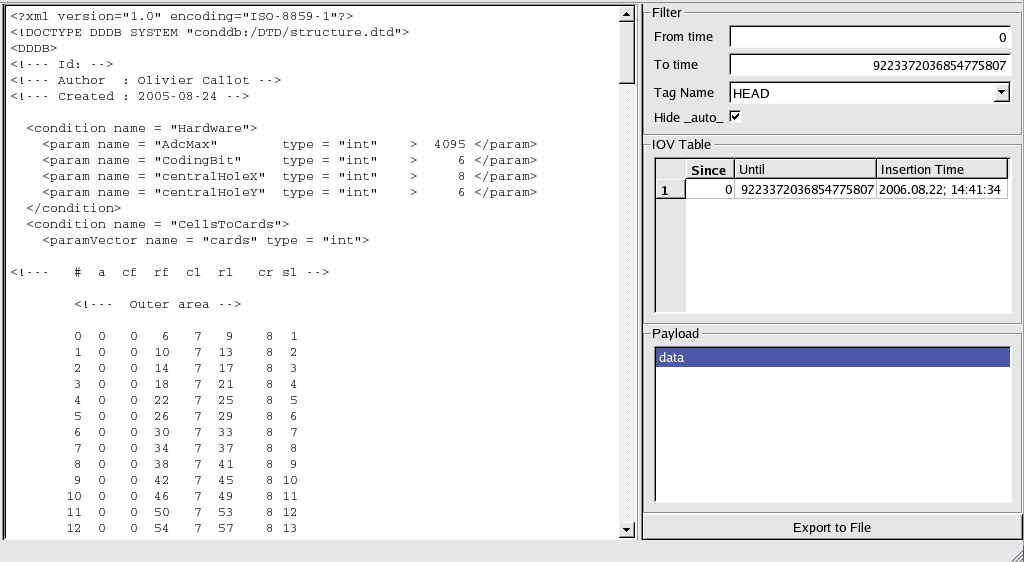 <?xml version="1.0" encoding="ISO-8859-1"?>
<!DOCTYPE DDDB SYSTEM "conddb:/DTD/structure.dtd">
<DDDB>
<!--- Id: -->
<!--- Author  : Olivier Callot -->
<!--- Created : 2005-08-24 -->
<condition name = "Hardware">
<param name = "AdcMax"        type = "int"    >  4095 </param>
<param name = "CodingBit"     type = "int"    >     6 </param>
<param name = "centralHoleX"  type = "int"    >     8 </param>
<param name = "centralHoleY"  type = "int"    >     6 </param>
</condition>
<condition name = "CellsToCards">
<paramVector name = "cards" type = "int">
<!---   #  a  cf  rf  cl  rl   cr sl -->
<!---  Outer area -->
0  0   0   6   7   9    8  1
1  0   0  10   7  13    8  2
2  0   0  14   7  17    8  3
3  0   0  18   7  21    8  4
4  0   0  22   7  25    8  5
5  0   0  26   7  29    8  6
6  0   0  30   7  33    8  7
7  0   0  34   7  37    8  8
8  0   0  38   7  41    8  9
9  0   0  42   7  45    8 10
10  0   0  46   7  49    8 11
11  0   0  50   7  53    8 12
12  0   0  54   7  57    8 13
Filter
From time 0
To time 9223372036854775807
Tag Name HEAD
Hide _auto_
IOV Table
Since Until Insertion Time
1 0 9223372036854775807 2006.08.22; 14:41:34
Payload
data
Export to File